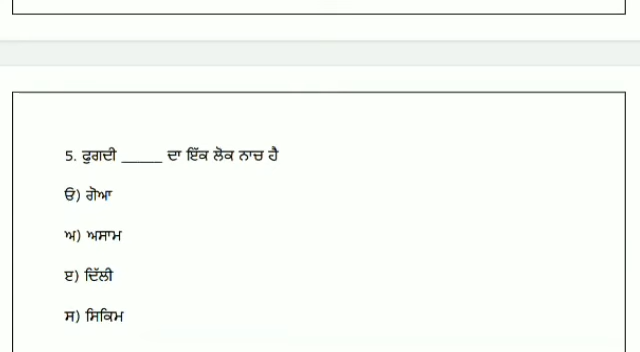 5. ਫੁਗਦੀ _____ ਦਾ ਇੱਕ ਲੋਕ ਨਾਚ ਹੈ
ੳ) ਗੋਆ
ਅ) ਅਸਾਮ
ੲ) ਦਿੱਲੀ
ਸ) ਸਿਕਿਮ